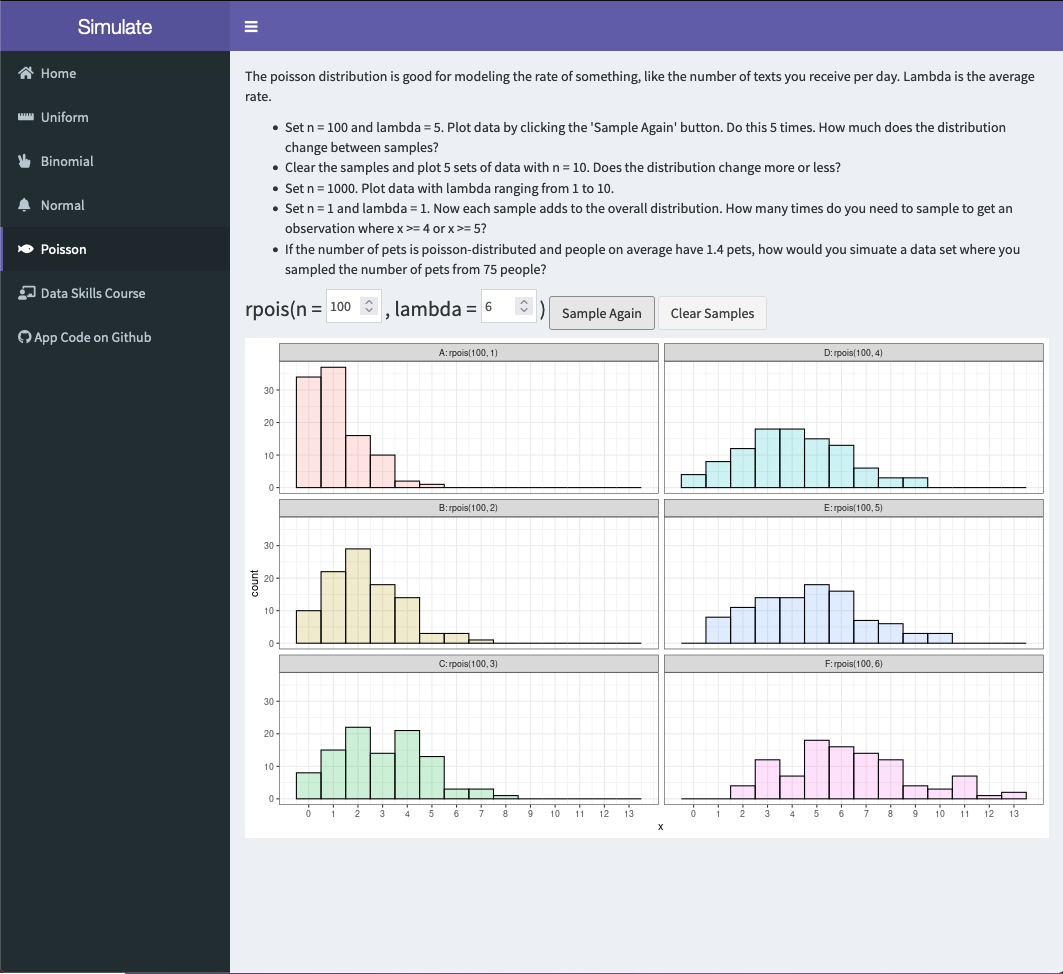 Simulate
Home
Uniform
Binomial
Normal
Poisson
Data Skills Course
App Code on Github
The poisson distribution is good for modeling the rate of something, like the number of texts you receive per day. Lambda is the average
rate.
• Set n = 100 and lambda = 5. Plot data by clicking the 'Sample Again' button. Do this 5 times. How much does the distribution
change between samples?
• Clear the samples and plot 5 sets of data with n = 10. Does the distribution change more or less?
• Set n = 1000. Plot data with lambda ranging from 1 to 10.
• Set n = 1 and lambda = 1. Now each sample adds to the overall distribution. How many times do you need to sample to get an
observation where x >= 4 or x >= 5?
• If the number of pets is poisson-distributed and people on average have 1.4 pets, how would you simuate a data set where you
sampled the number of pets from 75 people?
rpois(n = 100 , lambda = 6 ) Sample Again Clear Samples
A: rpois(100, 1) D: rpois(100, 4)
30
20
10
0
B: rpois(100, 2) E: rpois(100, 5)
30
20
10
0
count
C: rpois(100, 3) F: rpois(100, 6)
30
20
10
0
0 1 2 3 4 5 6 7 8 9 10 11 12 13 0 1 2 3 4 5 6 7 8 9 10 11 12 13
x